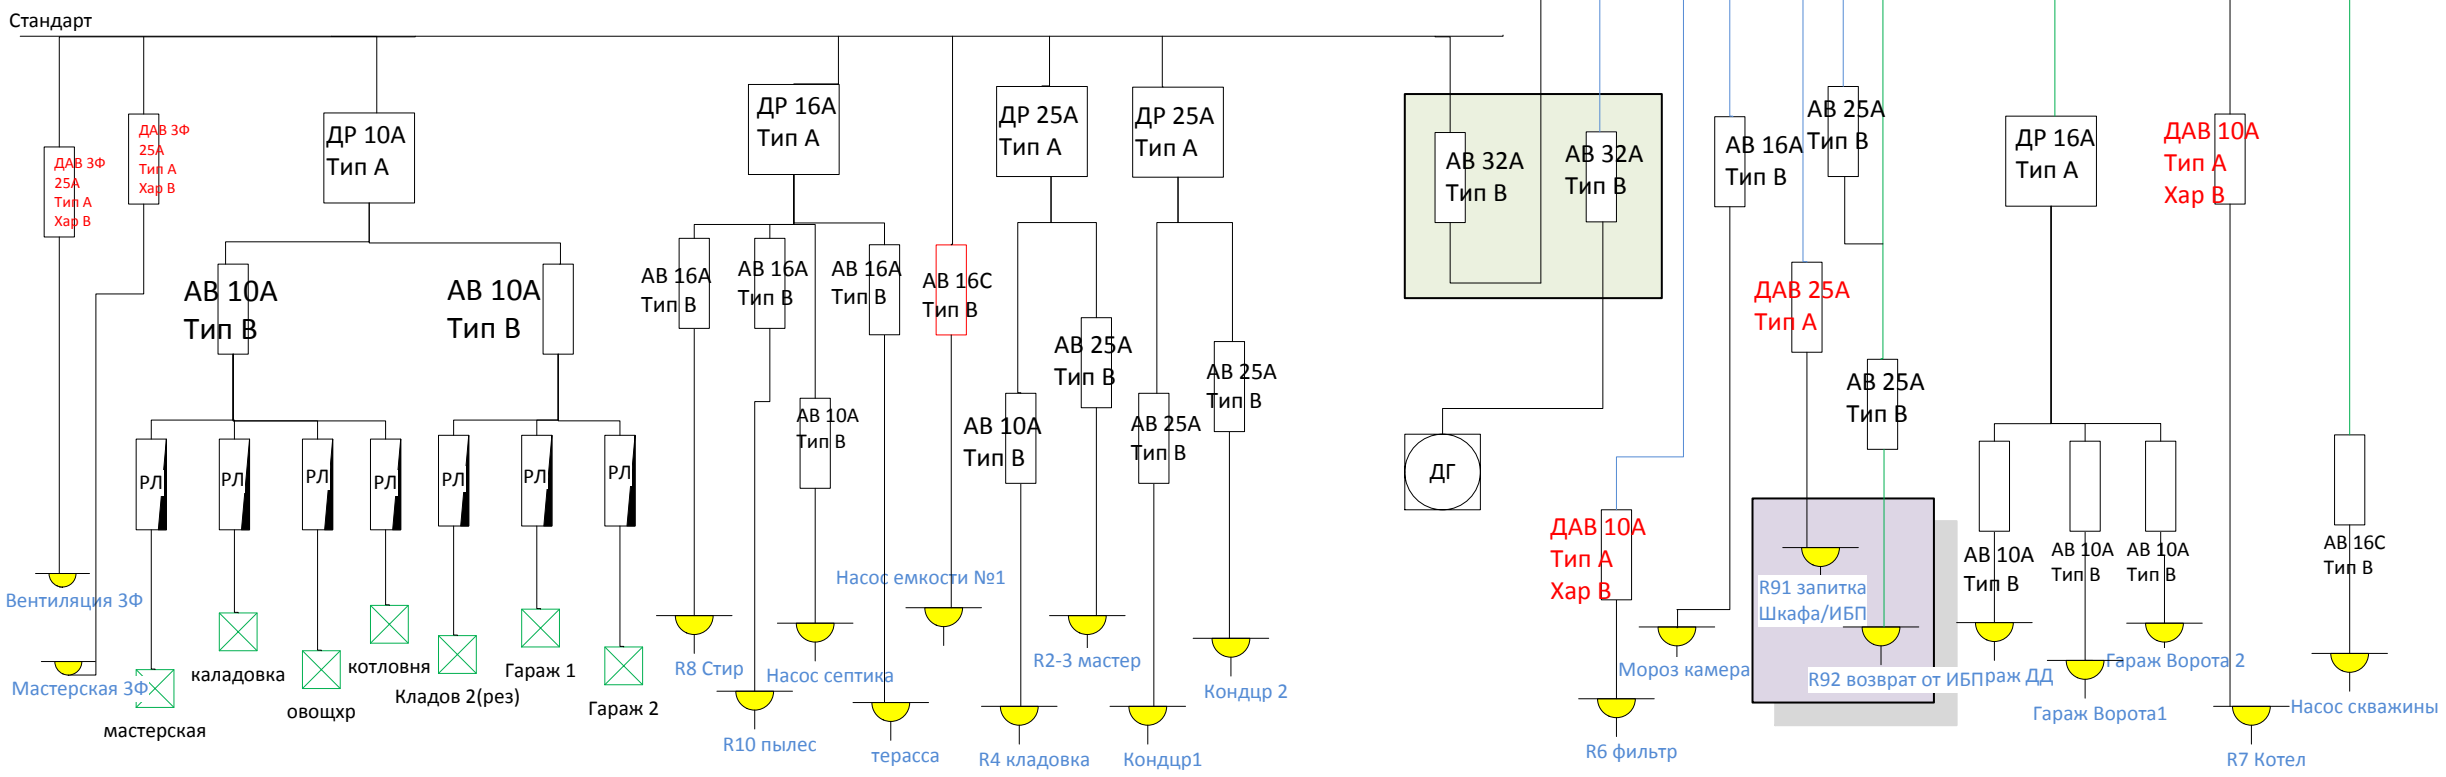 Стандарт
ДАВ 3Ф
25А
Тип А
Хар В
ДАВ 3Ф
25А
Тип А
Хар В
ДР 10А
Тип А
ДР 16А
Тип А
ДР 25А
Тип А
ДР 25А
Тип А
АВ 32А
Тип В
АВ 32А
Тип В
АВ 16А
Тип В
АВ 25А
Тип В
ДР 16А
Тип А
ДАВ 10А
Тип А
Хар В
АВ 10А
Тип В
АВ 10А
Тип В
АВ 16А
Тип В
АВ 16А
Тип В
АВ 16А
Тип В
АВ 16С
Тип В
АВ 25А
Тип В
АВ 25А
Тип В
ДАВ 25А
Тип А
АВ 25А
Тип В
АВ 10А
Тип В
АВ 10А
Тип В
АВ 25А
Тип В
РЛ
РЛ
РЛ
РЛ
РЛ
РЛ
РЛ
ДГ
ДАВ 10А
Тип А
Хар В
АВ 10А
Тип В
АВ 10А
Тип В
АВ 10А
Тип В
АВ 16С
Тип В
Вентиляция 3Ф
Мастерская 3Ф
мастерская
каладовка
овощхр
котловня
Кладов 2(рез)
Гараж 1
Гараж 2
R8 Стир
R10 пылес
Насос септика
терасса
Насос емкости №1
R4 кладовка
R2-3 мастер
Кондцр1
Кондцр 2
R6 фильтр
Мороз камера
R91 запитка
Шкафа/ИБП
R92 возврат от ИБП
раж ДД
Гараж Ворота1
Гараж Ворота 2
R7 Котел
Насос скважины